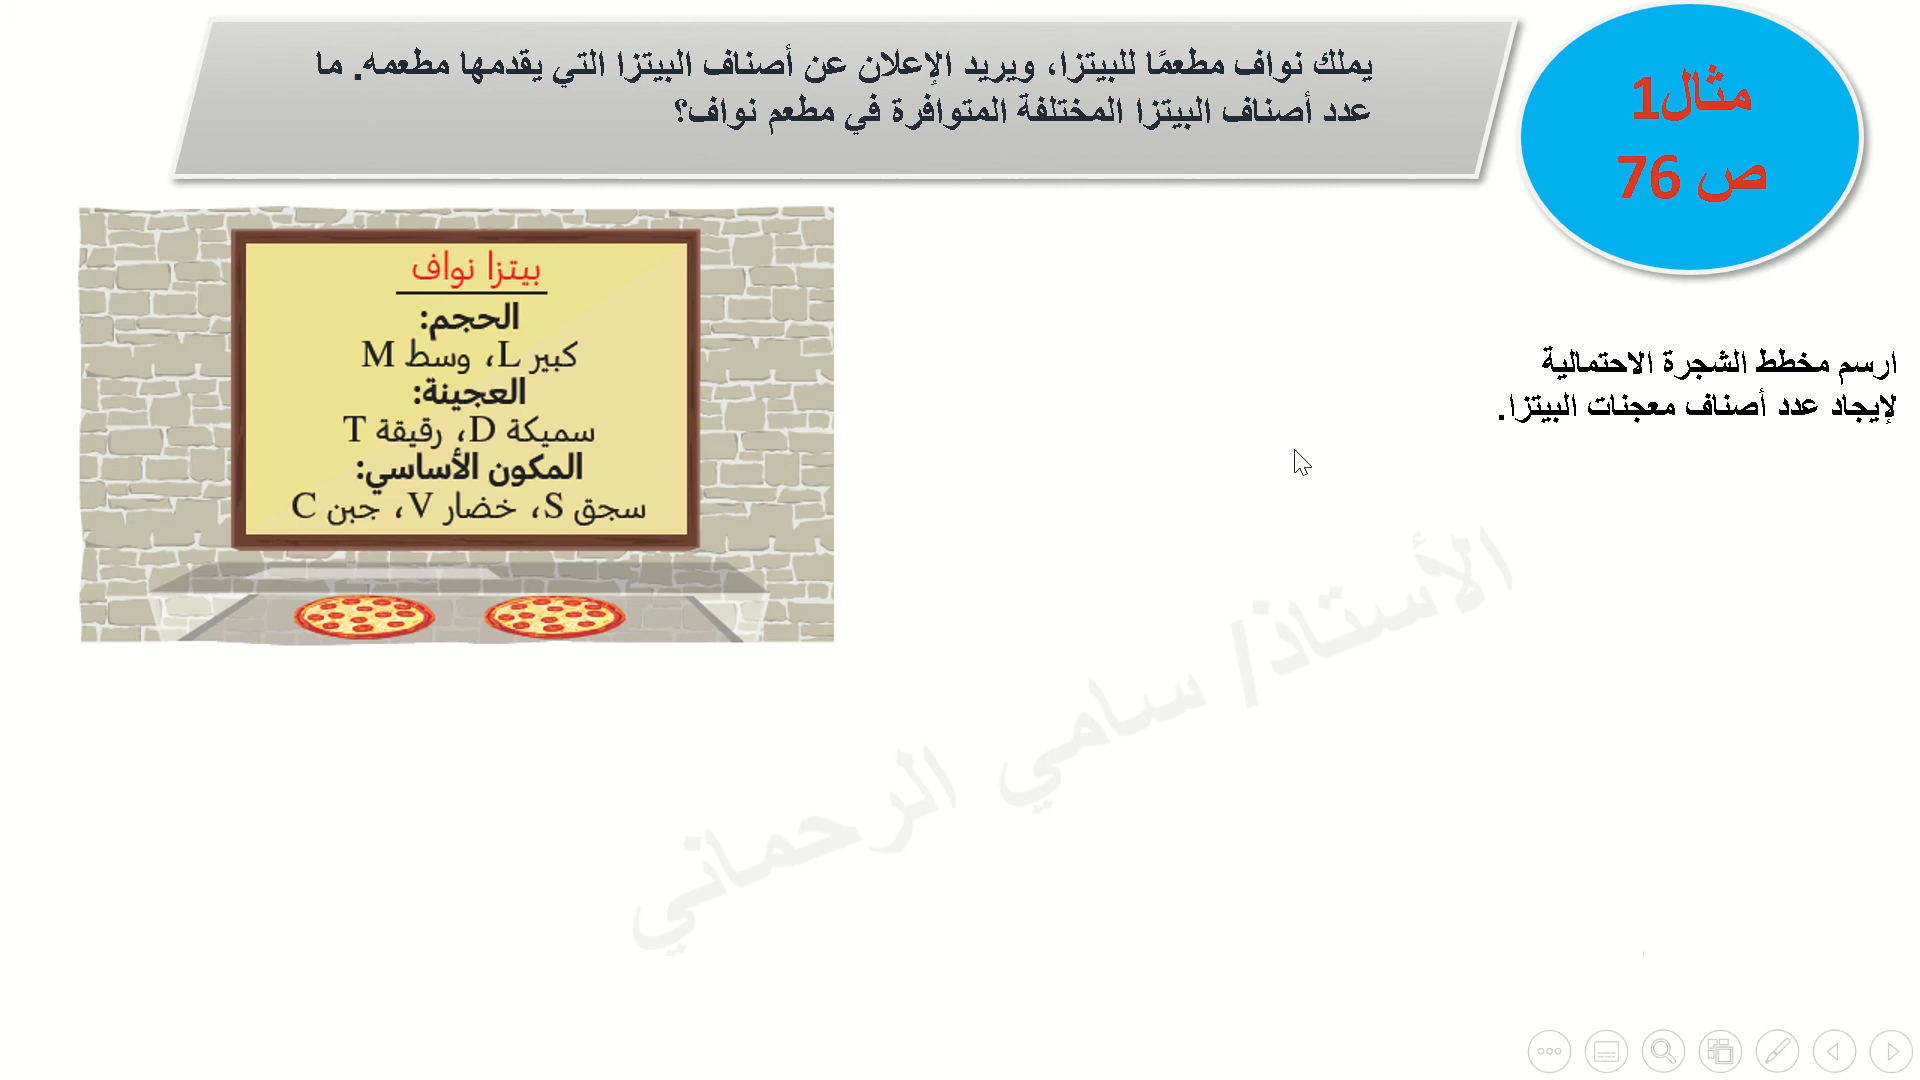 مثال1
ص 76
يملك نواف مطعمًا للبيتزا، ويريد الإعلان عن أصناف البيتزا التي يقدمها مطعمه. ما
عدد أصناف البيتزا المختلفة المتوافرة في مطعم نواف؟
ارسم مخطط الشجرة الاحتمالية
لإيجاد عدد أصناف معجنات البيتزا.
بيتزا نواف
الحجم:
كبير L، وسط M
العجينة:
سميكة D، رقيقة T
المكون الأساسي:
سجق S، خضار V، جبن C
الأستاذ/ سامي الرحماني